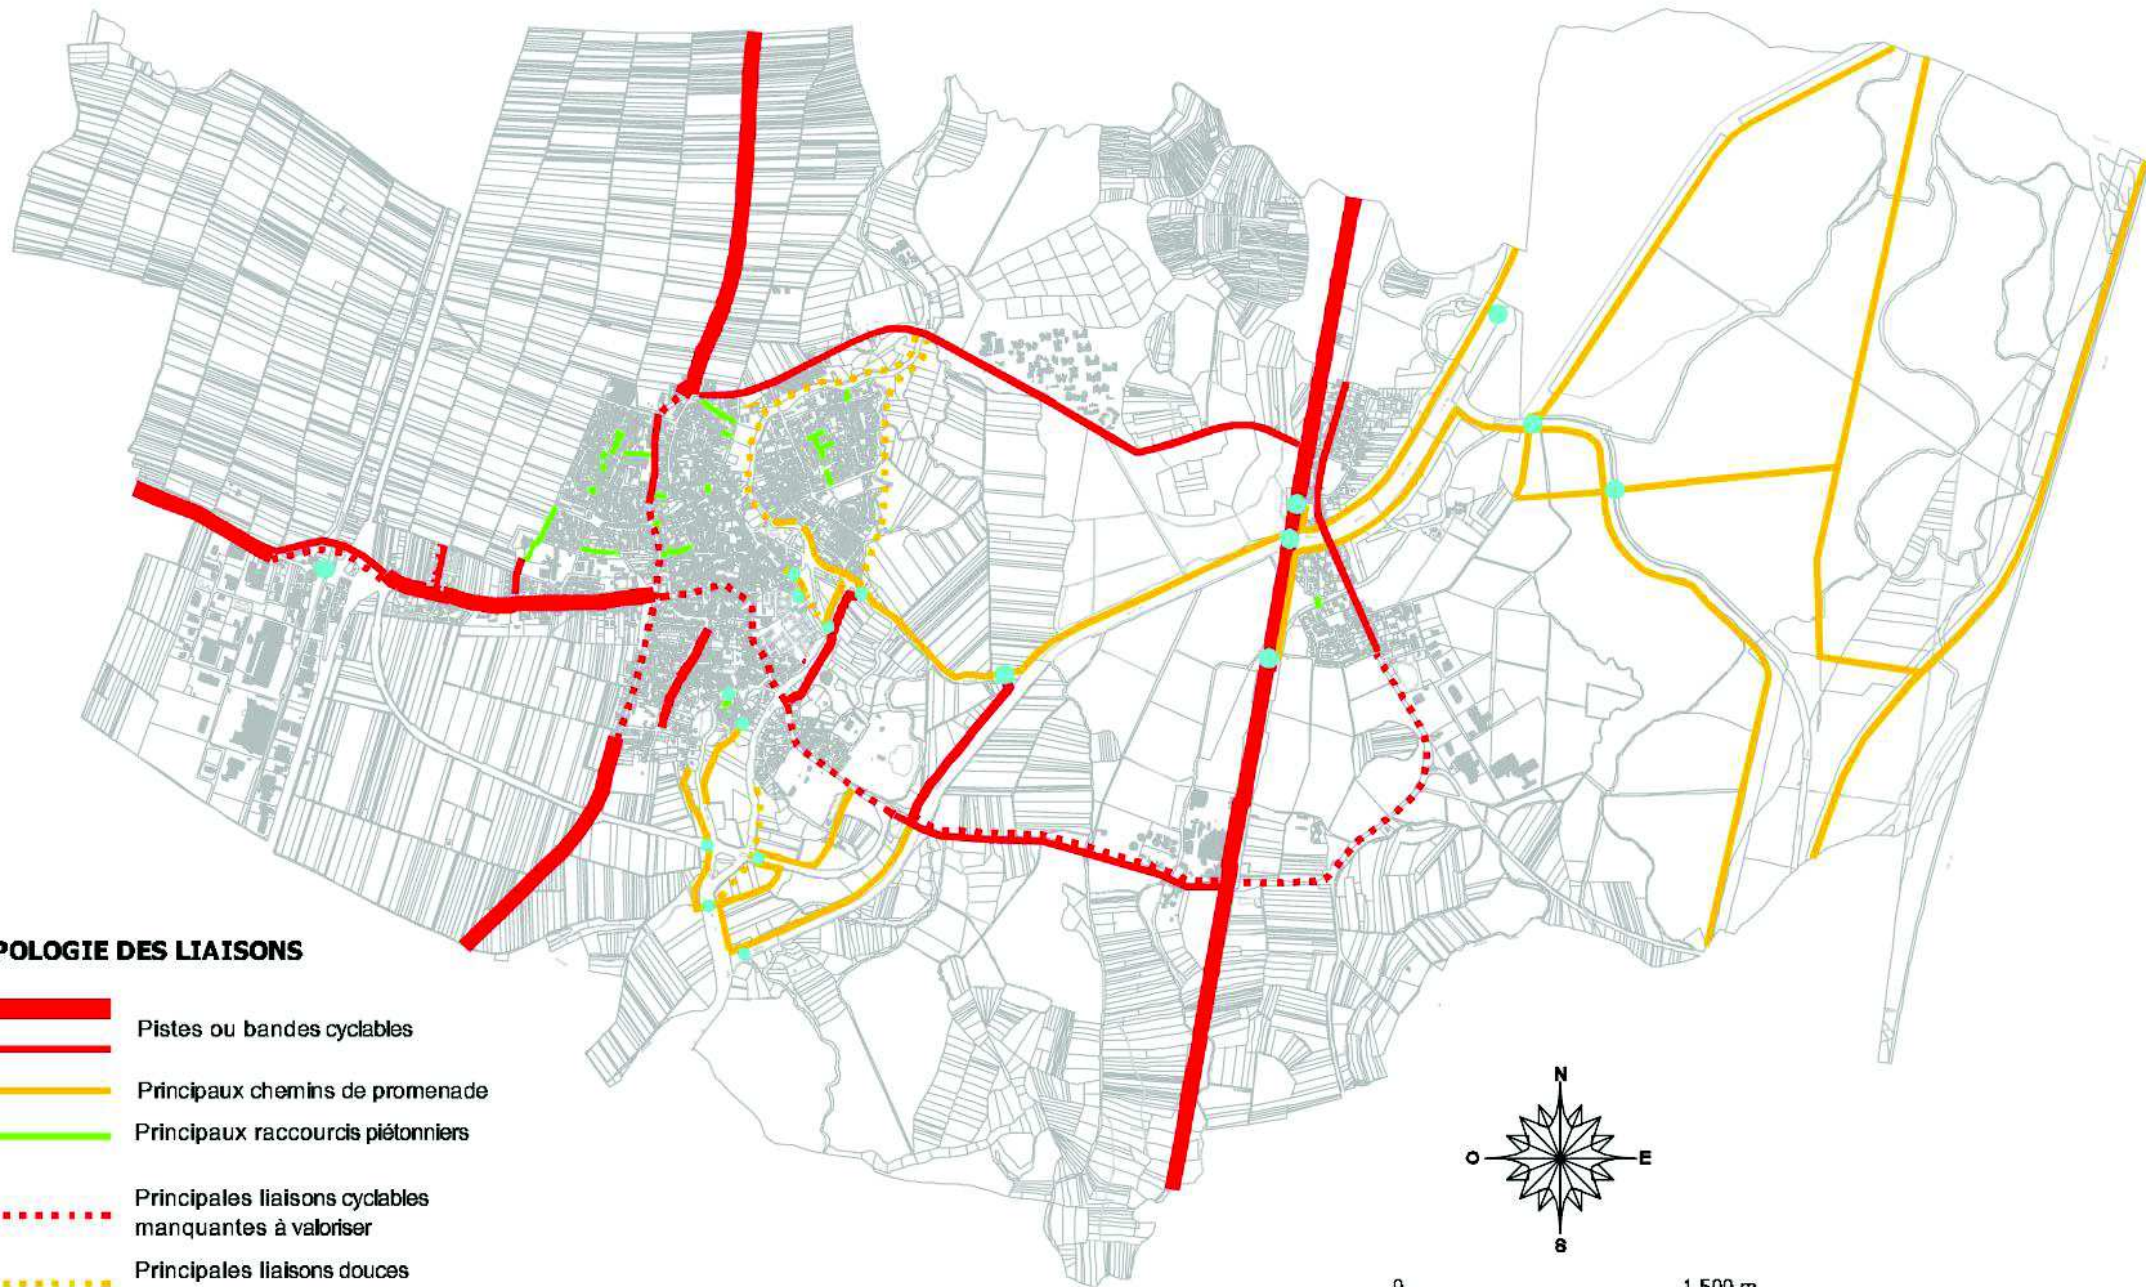 POLOGIE DES LIAISONS
Pistes ou bandes cyclables
Principaux chemins de promenade
Principaux raccourcis piétonniers
Principales liaisons cyclables
manquantes à valoriser
Principales liaisons douces
N
O
E
S
0 1 500 m